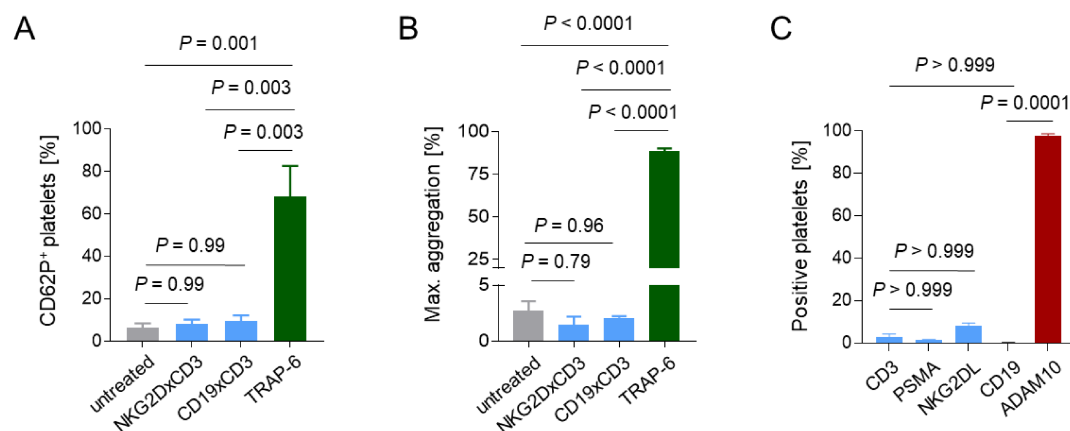 A
P = 0.001
P = 0.003
P = 0.003
P = 0.99
P = 0.99
CD62P⁺ platelets [%]
100
80
60
40
20
0
untreated
NKG2DxCD3
CD19xCD3
TRAP-6
B
P < 0.0001
P < 0.0001
P < 0.0001
P = 0.96
P = 0.79
Max. aggregation [%]
100
75
50
25
5
0
untreated
NKG2DxCD3
CD19xCD3
TRAP-6
C
P > 0.999
P = 0.0001
P > 0.999
P > 0.999
Positive platelets [%]
100
80
60
40
20
0
CD3
PSMA
NKG2DL
CD19
ADAM10